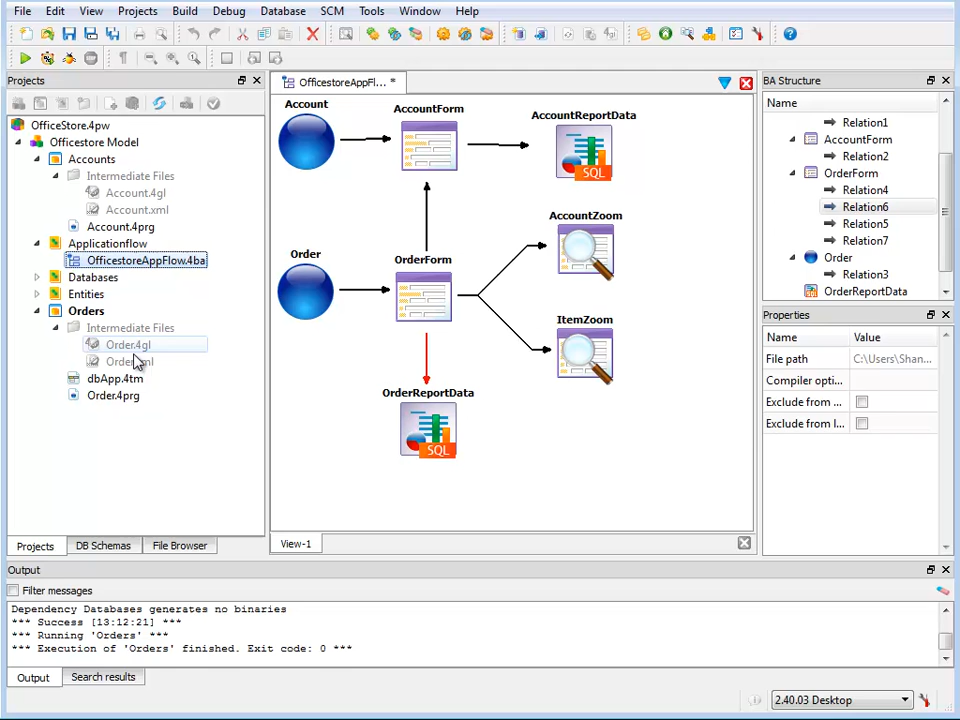 File Edit View Projects Build Debug Database SCM Tools Window Help
Projects
OfficeStore.4pw
Officestore Model
Accounts
Intermediate Files
Account.4gl
Account.xml
Account.4prg
Applicationflow
OfficestoreAppFlow.4ba
Databases
Entities
Orders
Intermediate Files
Order.4gl
dbApp.4tm
Order.4prg
Projects DB Schemas File Browser
OfficestoreAppFl... *
Account
AccountForm
AccountReportData
SQL
AccountZoom
Order
OrderForm
ItemZoom
OrderReportData
SQL
View-1
BA Structure
Name
Relation1
AccountForm
Relation2
OrderForm
Relation4
Relation6
Relation5
Relation7
Order
Relation3
OrderReportData
Properties
Name Value
File path C:\Users\Shan...
Compiler opti...
Exclude from ...
Exclude from I...
Output
Filter messages
Dependency Databases generates no binaries
*** Success [13:12:21] ***
*** Running 'Orders' ***
*** Execution of 'Orders' finished. Exit code: 0 ***
Output Search results
2.40.03 Desktop